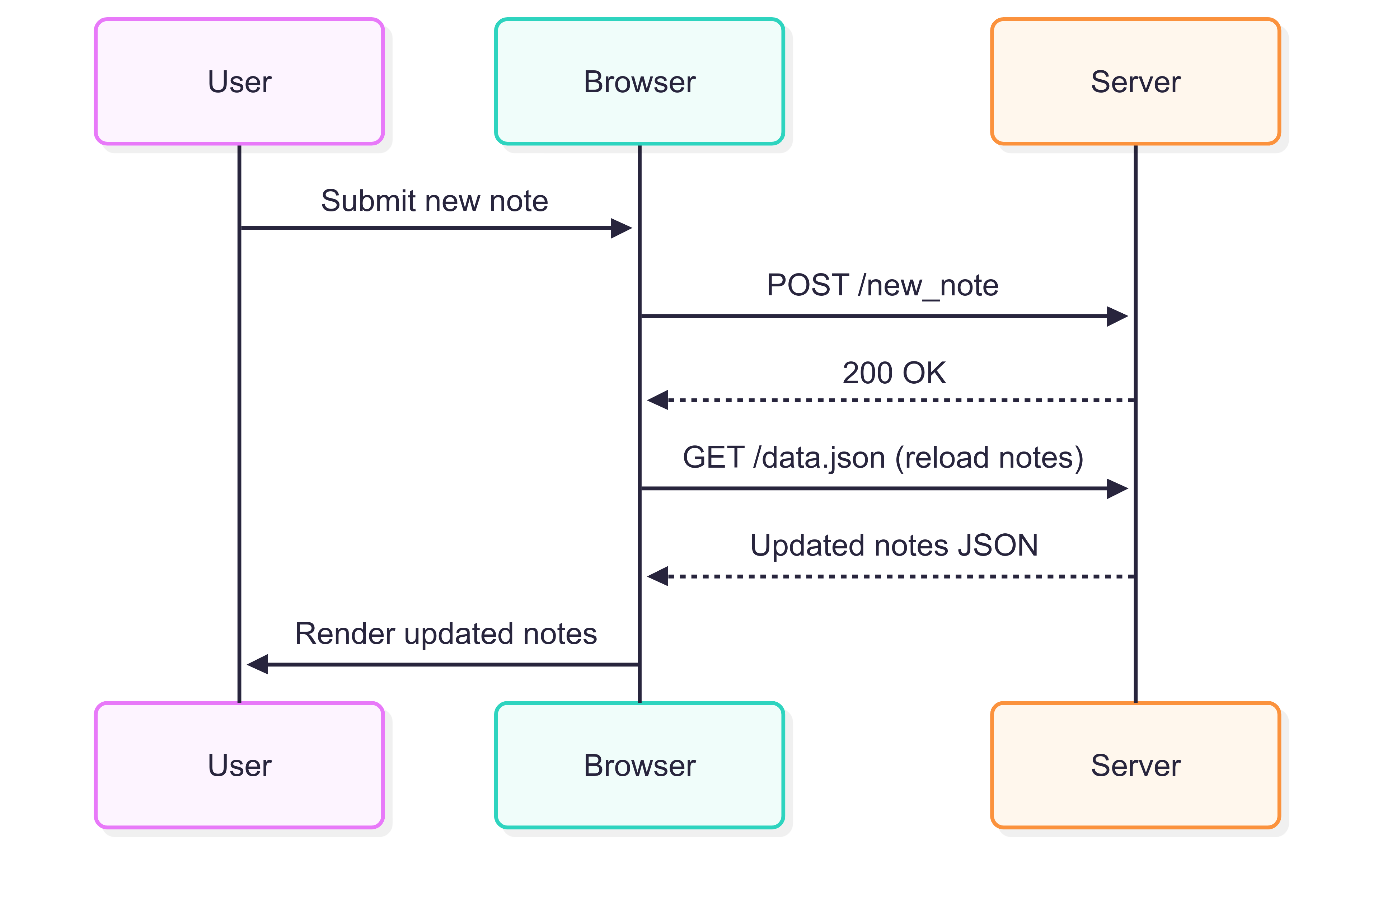 User
Browser
Server
Submit new note
POST /new_note
200 OK
GET /data.json (reload notes)
Updated notes JSON
Render updated notes
User
Browser
Server